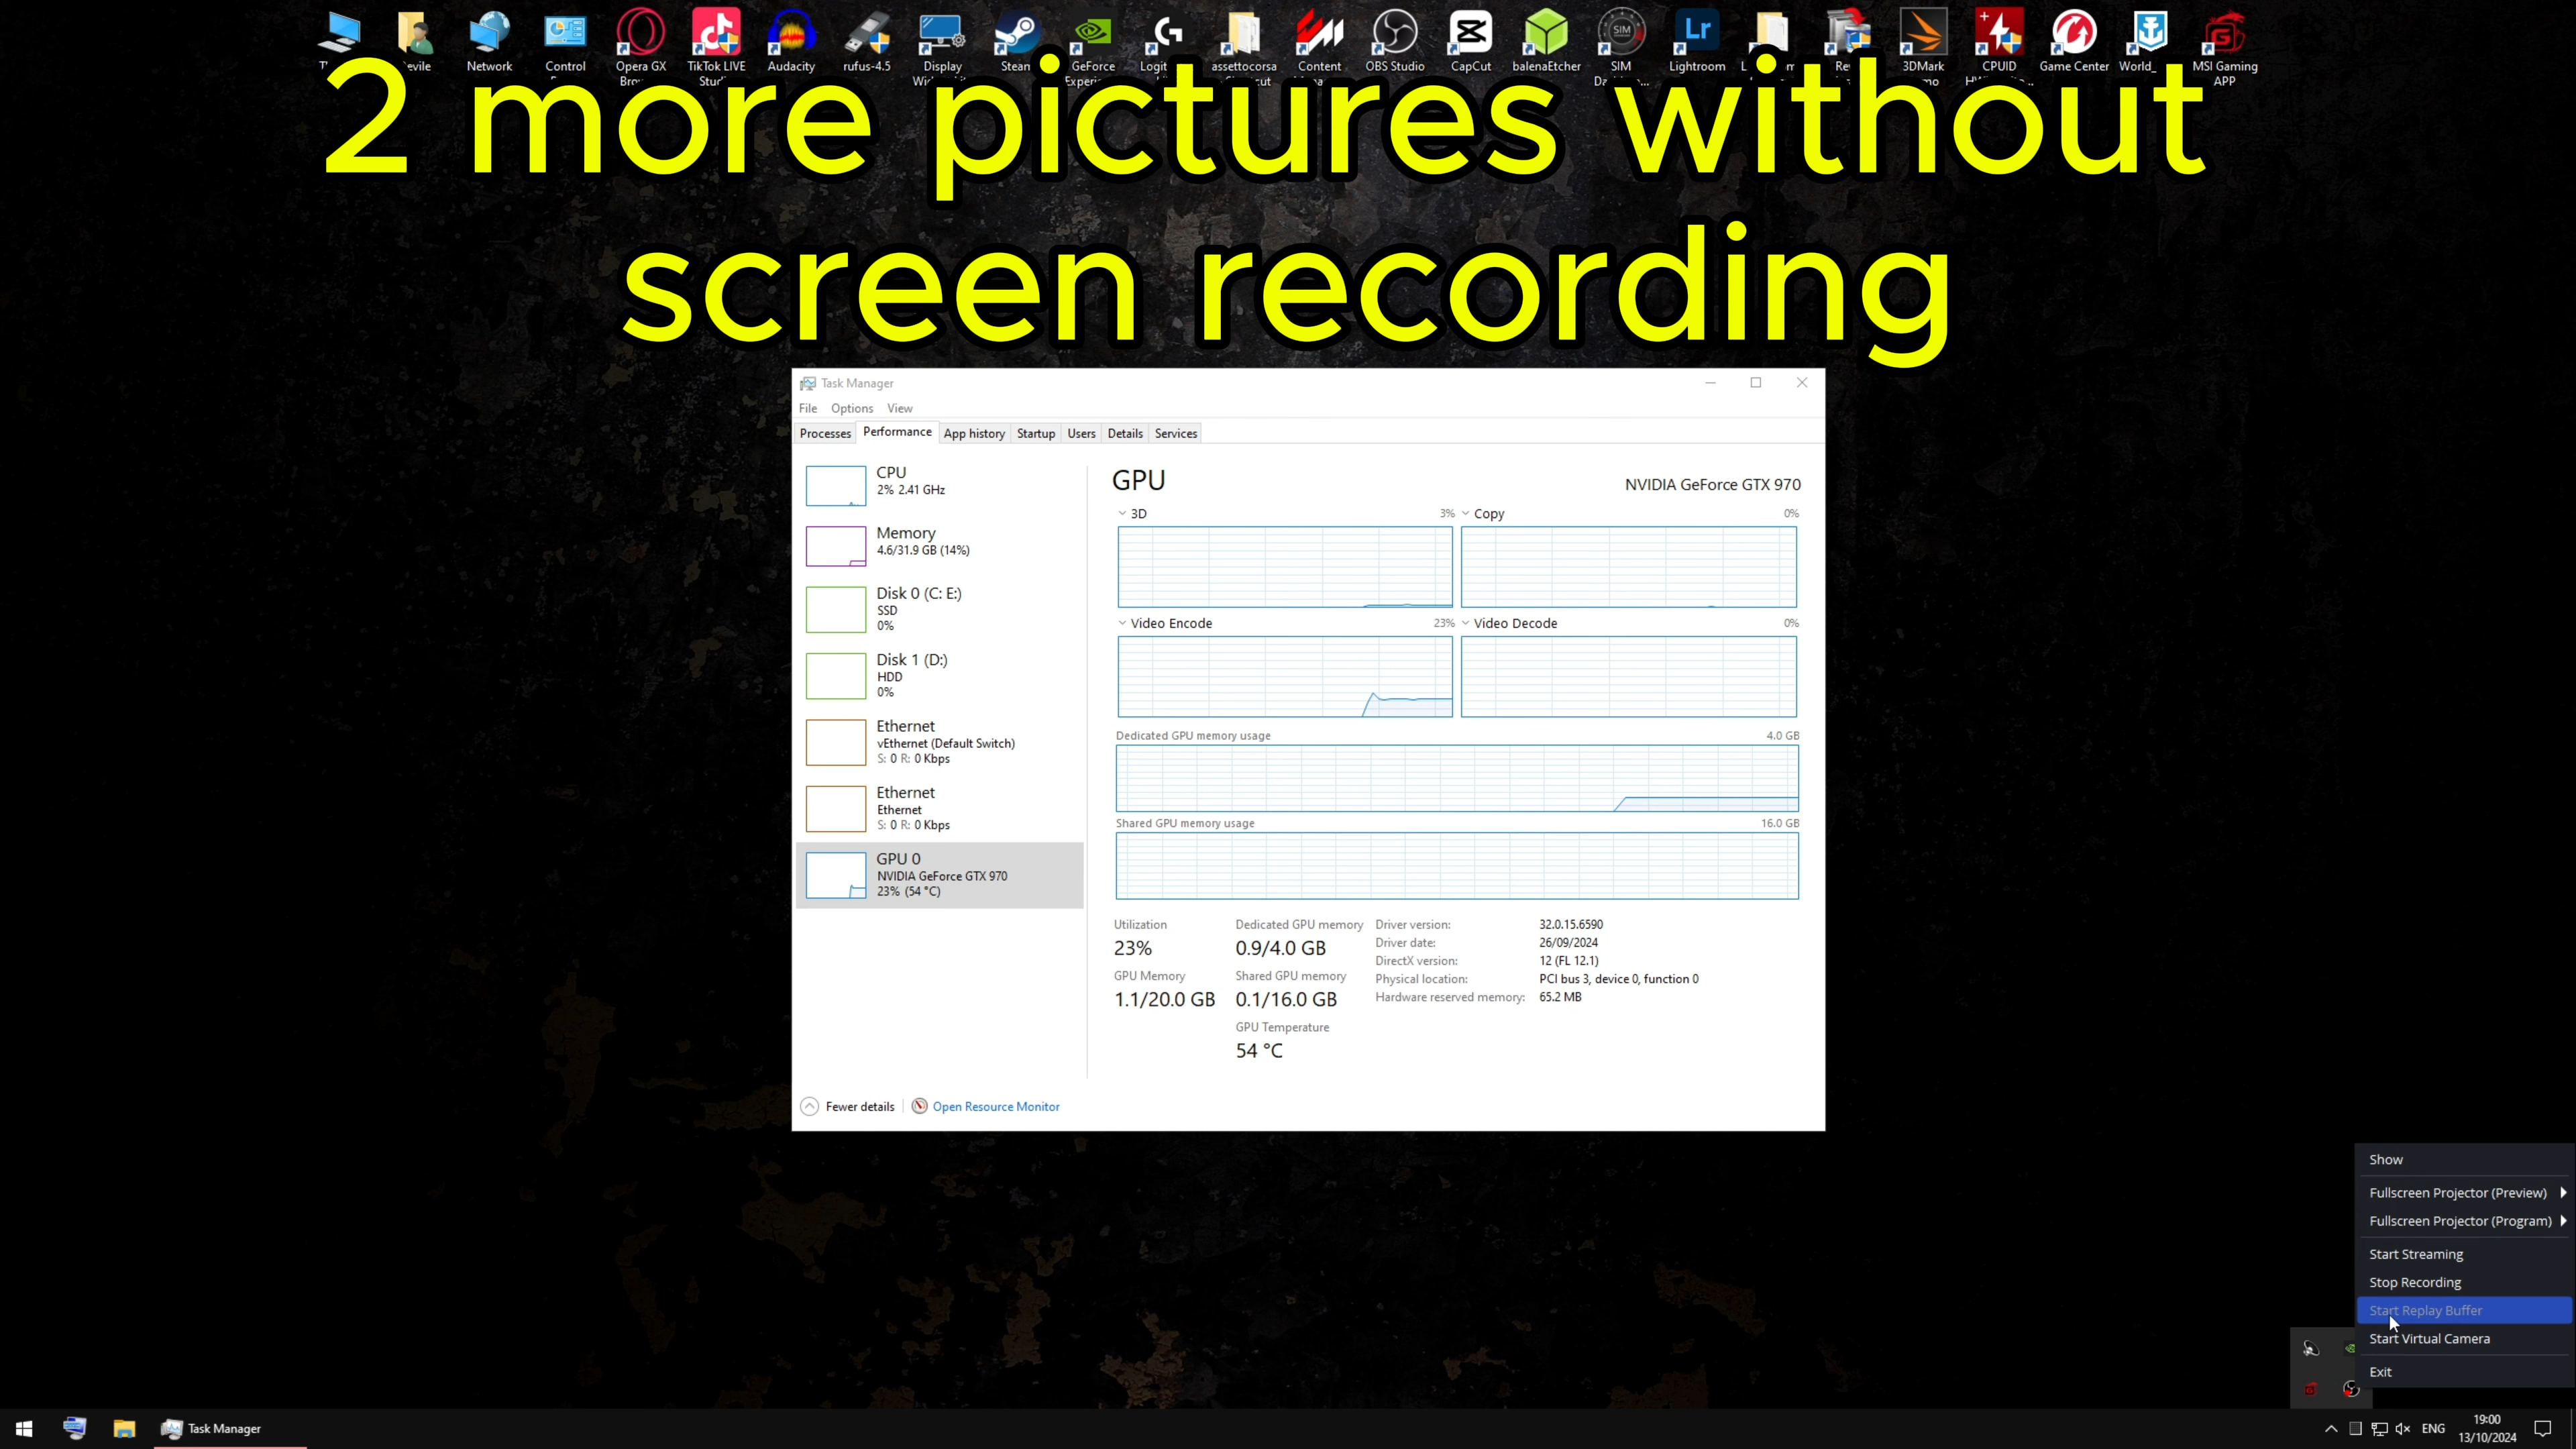 Network
Control
Opera GX
TikTok LIVE
Audacity
rufus-4.5
Display
Steam
GeForce
assettocorsa
Content
OBS Studio
CapCut
balenaEtcher
SIM
Lightroom
3DMark
CPUID
Game Center
MSI Gaming
APP
2 more pictures without
screen recording
Task Manager
File Options View
Processes Performance App history Startup Users Details Services
CPU
2% 2.41 GHz
Memory
4.6/31.9 GB (14%)
Disk 0 (C: E:)
SSD
0%
Disk 1 (D:)
HDD
0%
Ethernet
vEthernet (Default Switch)
S: 0 R: 0 Kbps
Ethernet
Ethernet
S: 0 R: 0 Kbps
GPU 0
NVIDIA GeForce GTX 970
23% (54 °C)
GPU NVIDIA GeForce GTX 970
3D 3% Copy 0%
Video Encode 23% Video Decode 0%
Dedicated GPU memory usage 4.0 GB
Shared GPU memory usage 16.0 GB
Utilization
23%
Dedicated GPU memory
0.9/4.0 GB
GPU Memory
1.1/20.0 GB
Shared GPU memory
0.1/16.0 GB
GPU Temperature
54 °C
Driver version: 32.0.15.6590
Driver date: 26/09/2024
DirectX version: 12 (FL 12.1)
Physical location: PCI bus 3, device 0, function 0
Hardware reserved memory: 65.2 MB
Fewer details Open Resource Monitor
Show
Fullscreen Projector (Preview)
Fullscreen Projector (Program)
Start Streaming
Stop Recording
Start Replay Buffer
Start Virtual Camera
Exit
Task Manager
ENG
19:00
13/10/2024